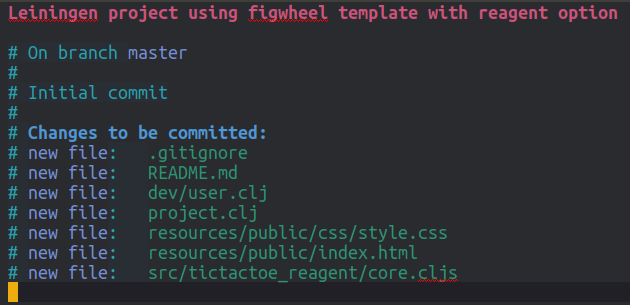 Leiningen project using figwheel template with reagent option
# On branch master
#
# Initial commit
#
# Changes to be committed:
# new file:   .gitignore
# new file:   README.md
# new file:   dev/user.clj
# new file:   project.clj
# new file:   resources/public/css/style.css
# new file:   resources/public/index.html
# new file:   src/tictactoe_reagent/core.cljs